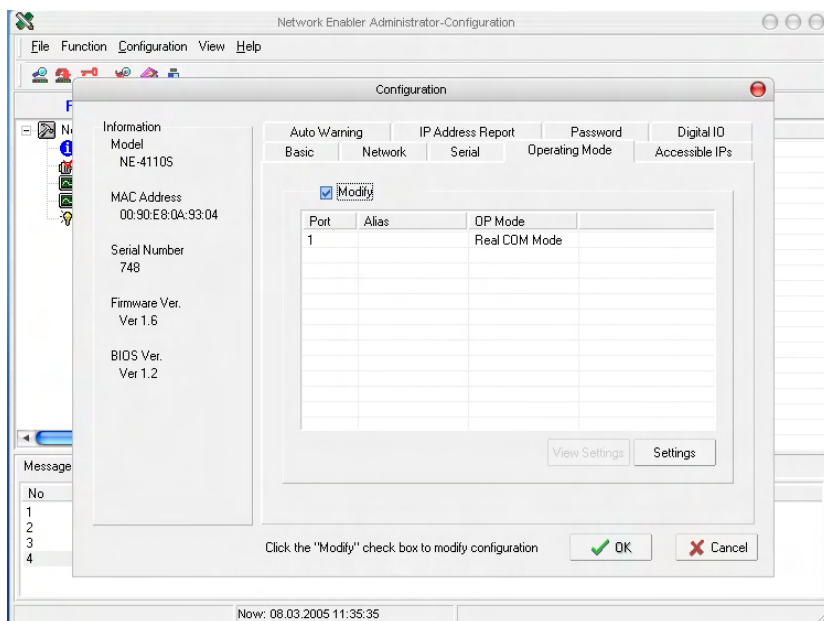 Network Enabler Administrator-Configuration
File Function Configuration View Help
Configuration
Information
Model
NE-4110S
MAC Address
00:90:E8:0A:93:04
Serial Number
748
Firmware Ver.
Ver 1.6
BIOS Ver.
Ver 1.2
Auto Warning IP Address Report Password Digital IO
Basic Network Serial Operating Mode Accessible IPs
Modify
Port Alias OP Mode
1 Real COM Mode
View Settings Settings
Click the "Modify" check box to modify configuration OK Cancel
Message
No
1
2
3
4
Now: 08.03.2005 11:35:35